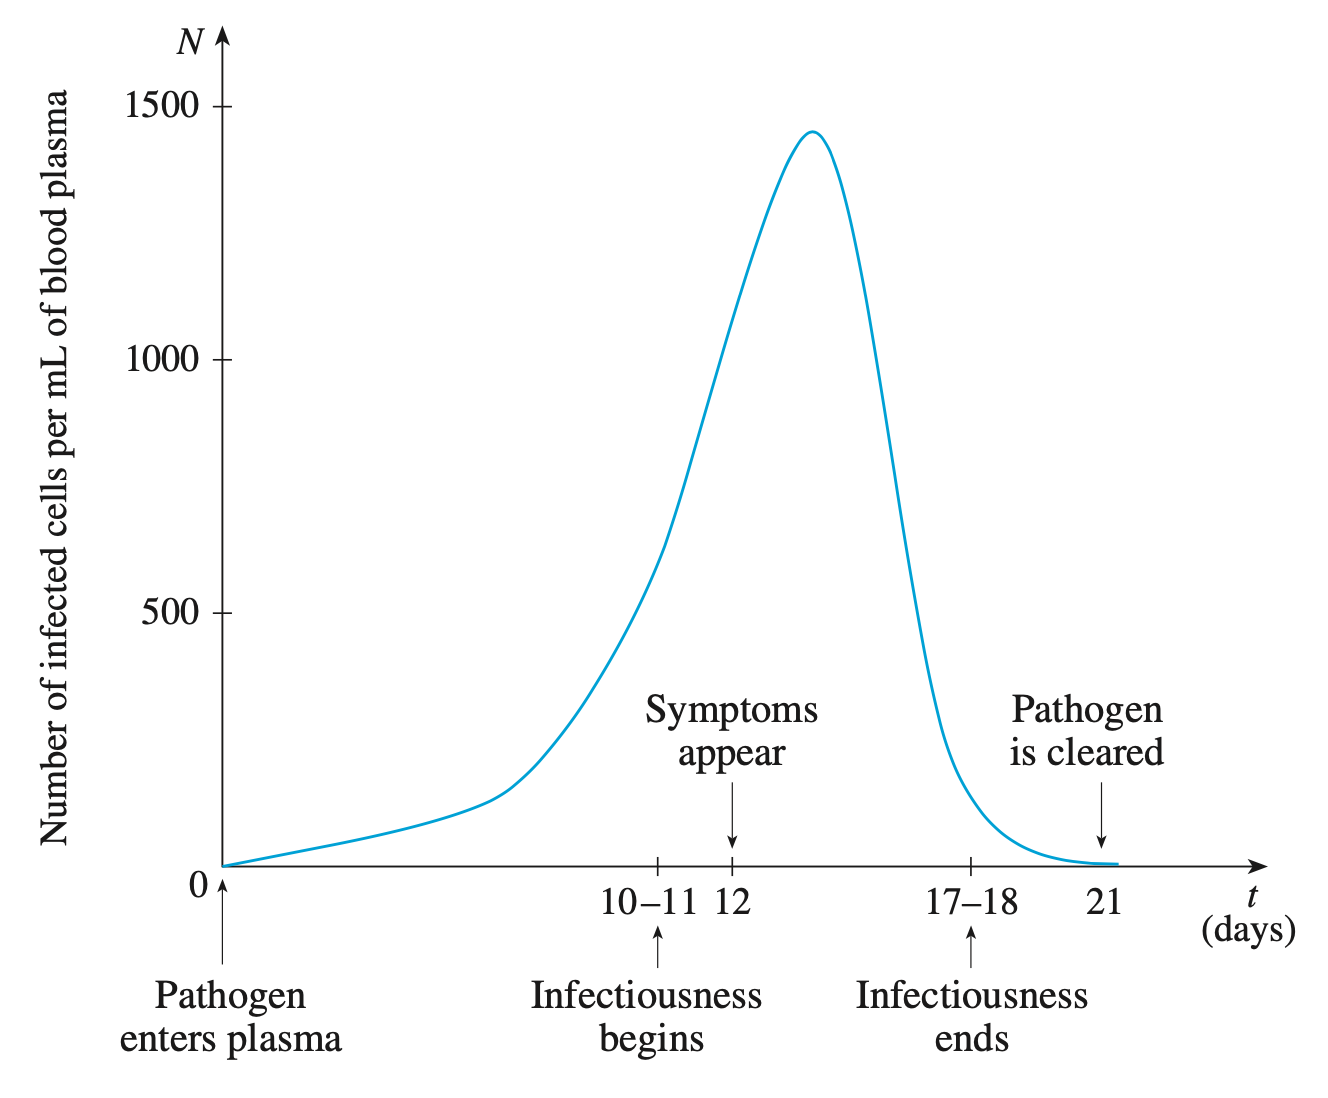 N
Number of infected cells per mL of blood plasma
1500
1000
500
Symptoms
appear
Pathogen
is cleared
0
10–11 12 17–18 21 t
(days)
Pathogen
enters plasma
Infectiousness
begins
Infectiousness
ends